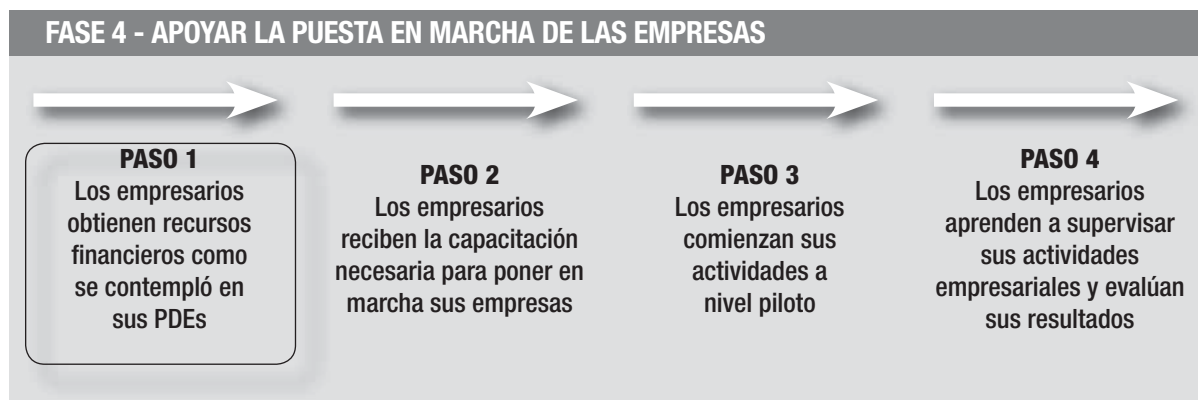 FASE 4 - APOYAR LA PUESTA EN MARCHA DE LAS EMPRESAS
PASO 1
Los empresarios
obtienen recursos
financieros como
se contempló en
sus PDEs
PASO 2
Los empresarios
reciben la capacitación
necesaria para poner en
marcha sus empresas
PASO 3
Los empresarios
comienzan sus
actividades a
nivel piloto
PASO 4
Los empresarios
aprenden a supervisar
sus actividades
empresariales y evalúan
sus resultados